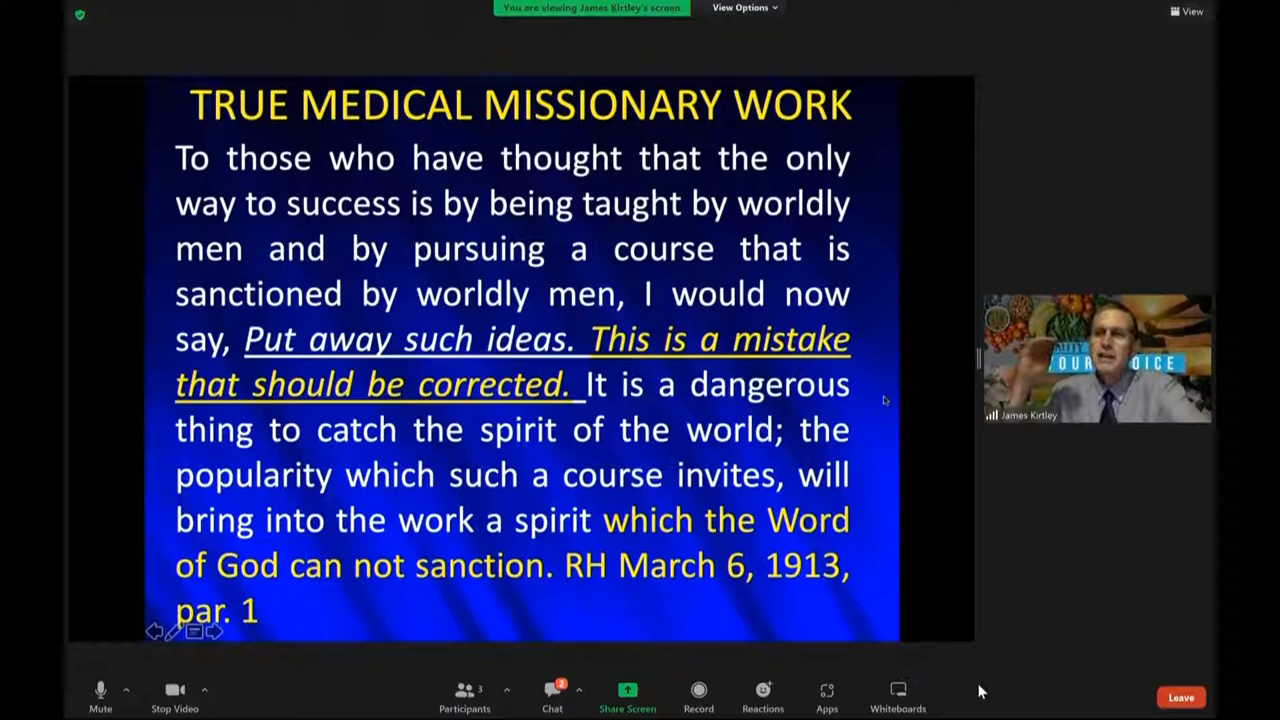 You are viewing James Kirtley's screen
View Options
View
TRUE MEDICAL MISSIONARY WORK
To those who have thought that the only
way to success is by being taught by worldly
men and by pursuing a course that is
sanctioned by worldly men, I would now
say, Put away such ideas. This is a mistake
that should be corrected. It is a dangerous
thing to catch the spirit of the world; the
popularity which such a course invites, will
bring into the work a spirit which the Word
of God can not sanction. RH March 6, 1913,
par. 1
YOUR
OICE
James Kirtley
Mute
Stop Video
Participants
3
Chat
2
Share Screen
Record
Reactions
Apps
Whiteboards
Leave